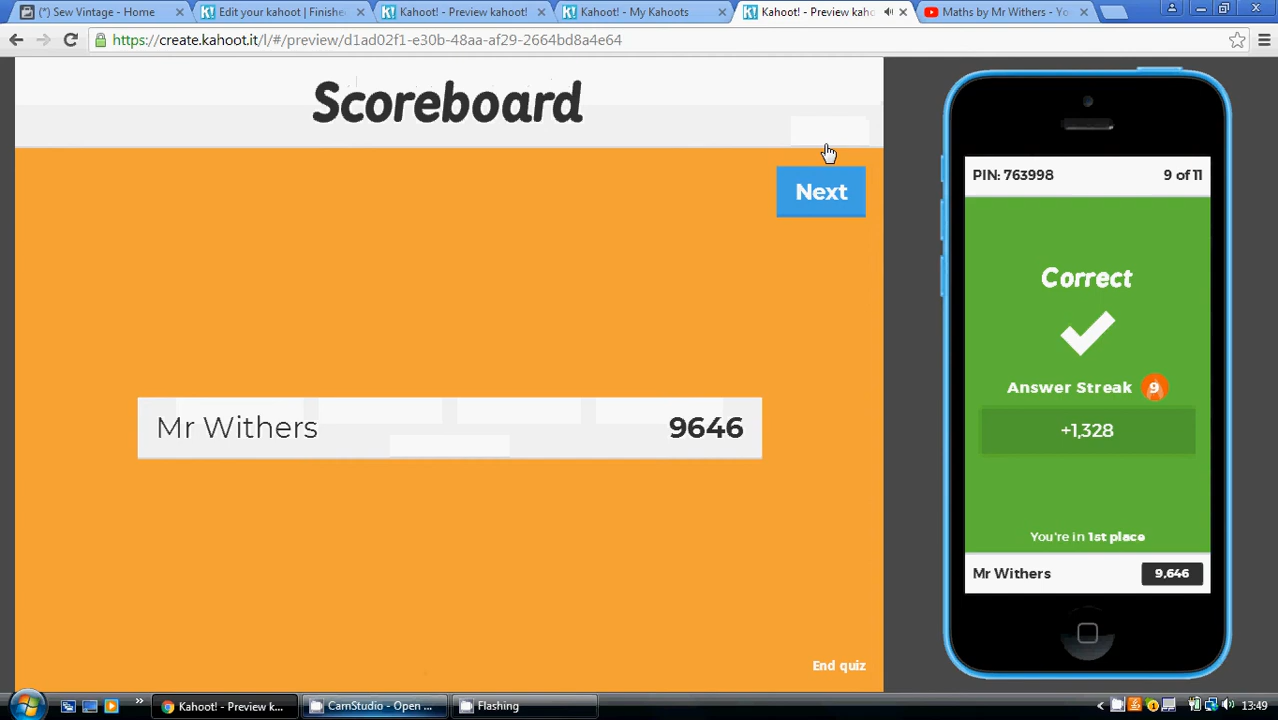 (*) Sew Vintage - Home
Edit your kahoot | Finishe
Kahoot! - Preview kahoot!
Kahoot! - My Kahoots
Kahoot! - Preview kaho
Maths by Mr Withers - Yo
https://create.kahoot.it/l/#/preview/d1ad02f1-e30b-48aa-af29-2664bd8a4e64
Scoreboard
Next
Mr Withers 9646
End quiz
PIN: 763998 9 of 11
Correct
Answer Streak 9
+1,328
You're in 1st place
Mr Withers 9,646
Kahoot! - Preview k...
CamStudio - Open ...
Flashing
13:49